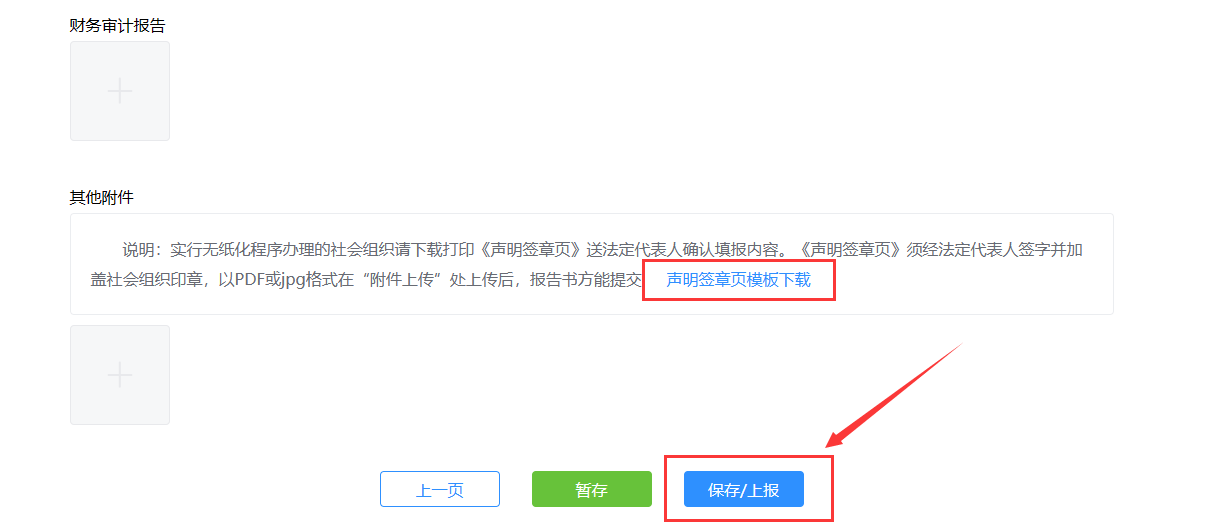 财务审计报告
其他附件
说明：实行无纸化程序办理的社会组织请下载打印《声明签章页》送法定代表人确认填报内容。《声明签章页》须经法定代表人签字并加
盖社会组织印章，以PDF或jpg格式在“附件上传”处上传后，报告书方能提交 声明签章页模板下载
上一页 暂存 保存/上报